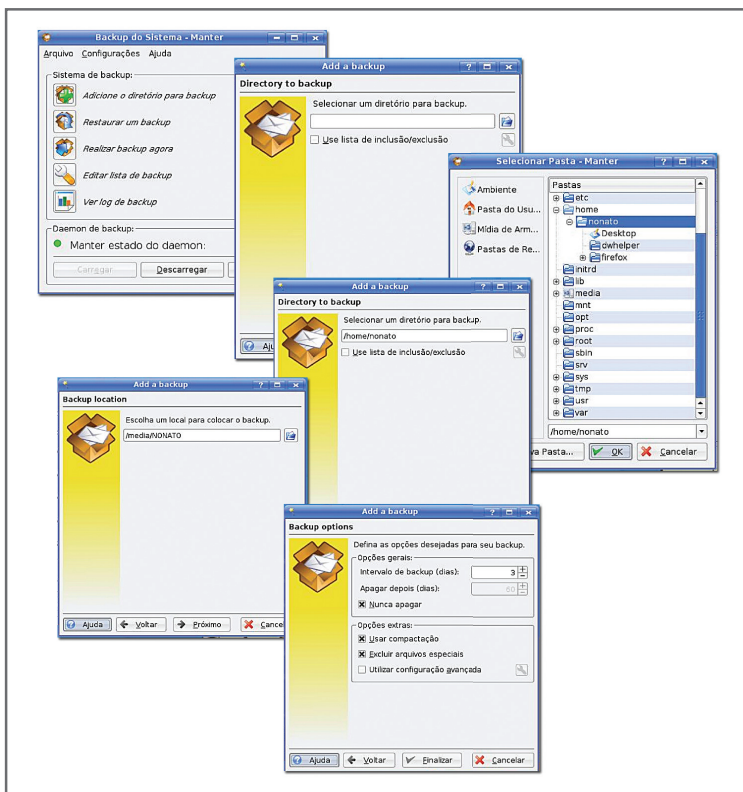 Backup do Sistema - Manter
Arquivo Configurações Ajuda
Sistema de backup:
Adicione o diretório para backup
Restaurar um backup
Realizar backup agora
Editar lista de backup
Ver log de backup
Daemon de backup:
Manter estado do daemon:
Carregar Descarregar
Add a backup
Directory to backup
Selecionar um diretório para backup.
Use lista de inclusão/exclusão
Selecionar Pasta - Manter
Ambiente
Pasta do Usu...
Mídia de Arm...
Pastas de Re...
Pastas
etc
home
nonato
Desktop
dwhelper
firefox
initrd
lib
media
mnt
opt
proc
root
sbin
srv
sys
tmp
usr
var
/home/nonato
Pasta... OK Cancelar
Add a backup
Directory to backup
Selecionar um diretório para backup.
/home/nonato
Use lista de inclusão/exclusão
Add a backup
Backup location
Escolha um local para colocar o backup.
/media/NONATO
Ajuda Voltar Próximo
Add a backup
Backup options
Defina as opções desejadas para seu backup.
Opções gerais:
Intervalo de backup (dias): 3
Apagar depois (dias): 60
Nunca apagar
Opções extras:
Usar compactação
Excluir arquivos especiais
Utilizar configuração avançada
Ajuda Voltar Finalizar Cancelar